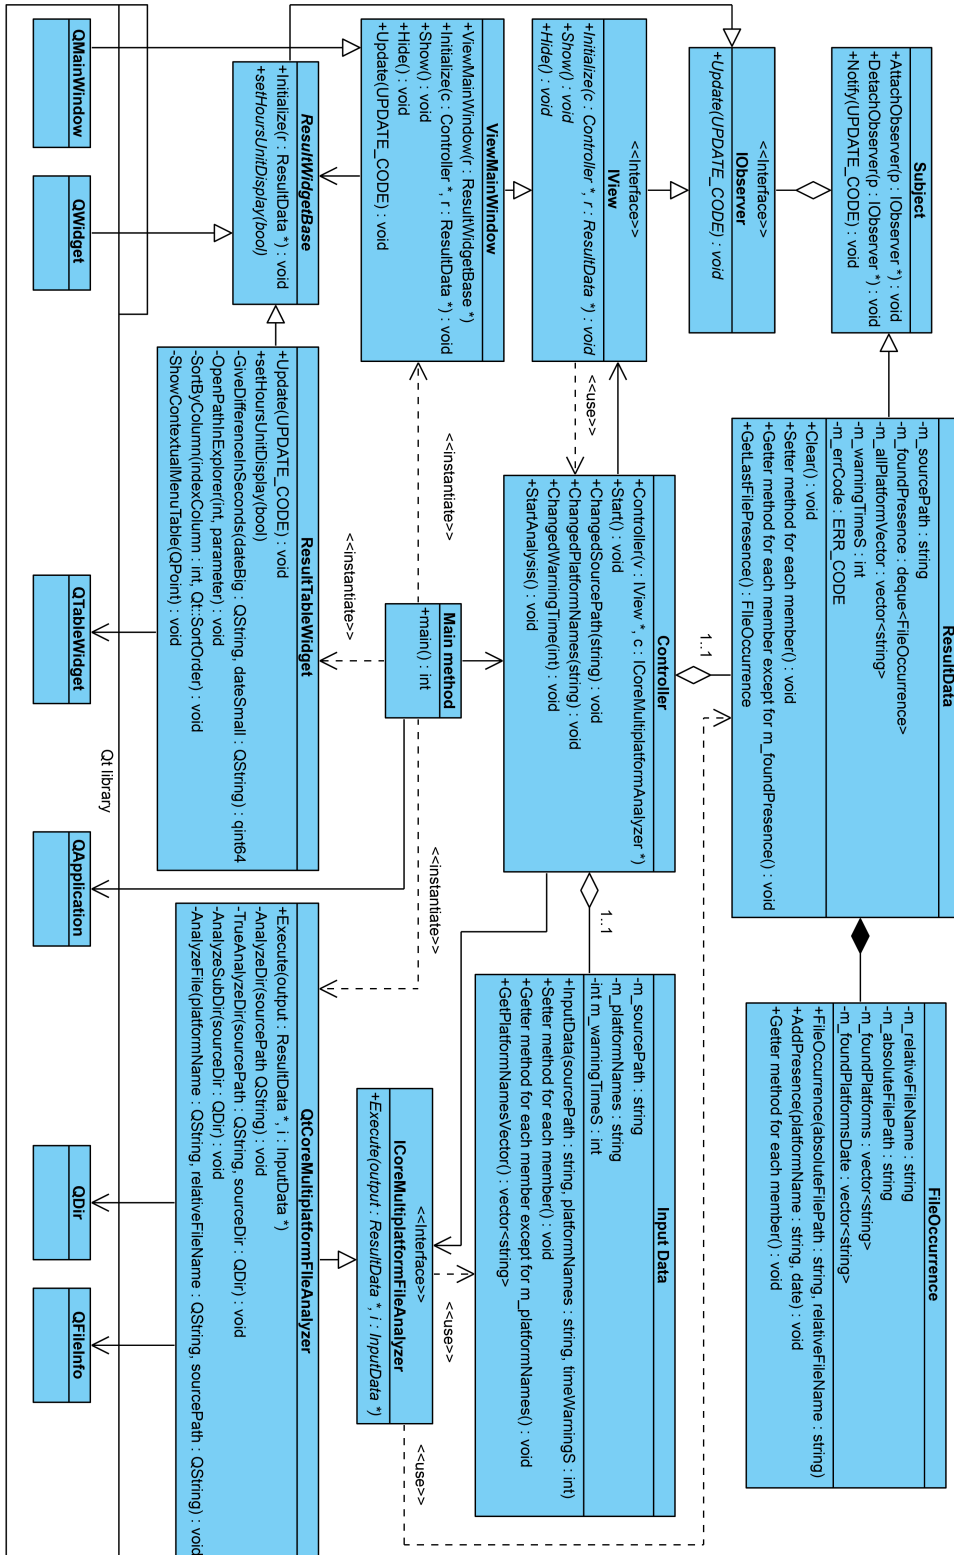 Subject
+AttachObserver(p : IObserver *) : void
+DetachObserver(p : IObserver *) : void
+Notify(UPDATE_CODE) : void
<<Interface>>
IObserver
+Update(UPDATE_CODE) : void
<<Interface>>
IView
+Initialize(c : Controller *, r : ResultData *) : void
+Show() : void
+Hide() : void
ViewMainWindow
+ViewMainWindow(r : ResultWidgetBase *)
+Initialize(c : Controller *, r : ResultData *) : void
+Show() : void
+Hide() : void
+Update(UPDATE_CODE) : void
ResultWidgetBase
+Initialize(r : ResultData *) : void
+setHoursUnitDisplay(bool)
QMainWindow
QWidget
ResultData
-m_sourcePath : string
-m_foundPresence : deque<FileOccurrence>
-m_allPlatformVector : vector<string>
-m_warningTimeS : int
-m_errCode : ERR_CODE
+Clear() : void
+Setter method for each member() : void
+Getter method for each member except for m_foundPresence() : void
+GetLastFilePresence() : FIleOccurrence
1..1
<<use>>
Controller
+Controller(v : IView *, c : ICoreMultiplatformAnalyzer *)
+Start() : void
+ChangedSourcePath(string) : void
+ChangedPlatformNames(string) : void
+ChangedWarningTime(int) : void
+StartAnalysis() : void
<<instantiate>>
Main method
+main() : int
<<instantiate>>
<<instantiate>>
ResultTableWidget
+Update(UPDATE_CODE) : void
+setHoursUnitDisplay(bool)
-GiveDifferenceInSeconds(dateBig : QString, dateSmall : QString) : qint64
-OpenPathInExplorer(int, parameter) : void
-SortByColumn(indexColumn : int, Qt::SortOrder) : void
-ShowContextualMenuTable(QPoint) : void
Qt library
QTableWidget
QApplication
FileOccurrence
-m_relativeFileName : string
-m_absoluteFilePath : string
-m_foundPlatforms : vector<string>
-m_foundPlatformsDate : vector<string>
+FileOccurrence(absoluteFilePath : string, relativeFileName : string)
+AddPresence(platformName : string, date) : void
+Getter method for each member() : void
1..1
Input Data
-m_sourcePath : string
-m_platformNames : string
-int m_warningTimeS : int
+InputData(sourcePath : string, platformNames : string, timeWarningS : int)
+Setter method for each member() : void
+Getter method for each member except for m_platformNames() : void
+GetPlatformNamesVector() : vector<string>
<<use>>
<<use>>
<<Interface>>
ICoreMultiplatformFileAnalyzer
+Execute(output : ResultData *, i : InputData *)
QtCoreMultiplatformFIleAnalyzer
+Execute(output : ResultData *, i : InputData *)
-AnalyzeDir(sourcePath QString) : void
-TrueAnalyzeDir(sourcePath : QString, sourceDir : QDir) : void
-AnalyzeSubDir(sourceDir : QDir) : void
-AnalyzeFile(platformName : QString, relativeFileName : QString, sourcePath : QString) : void
QDir
QFileInfo